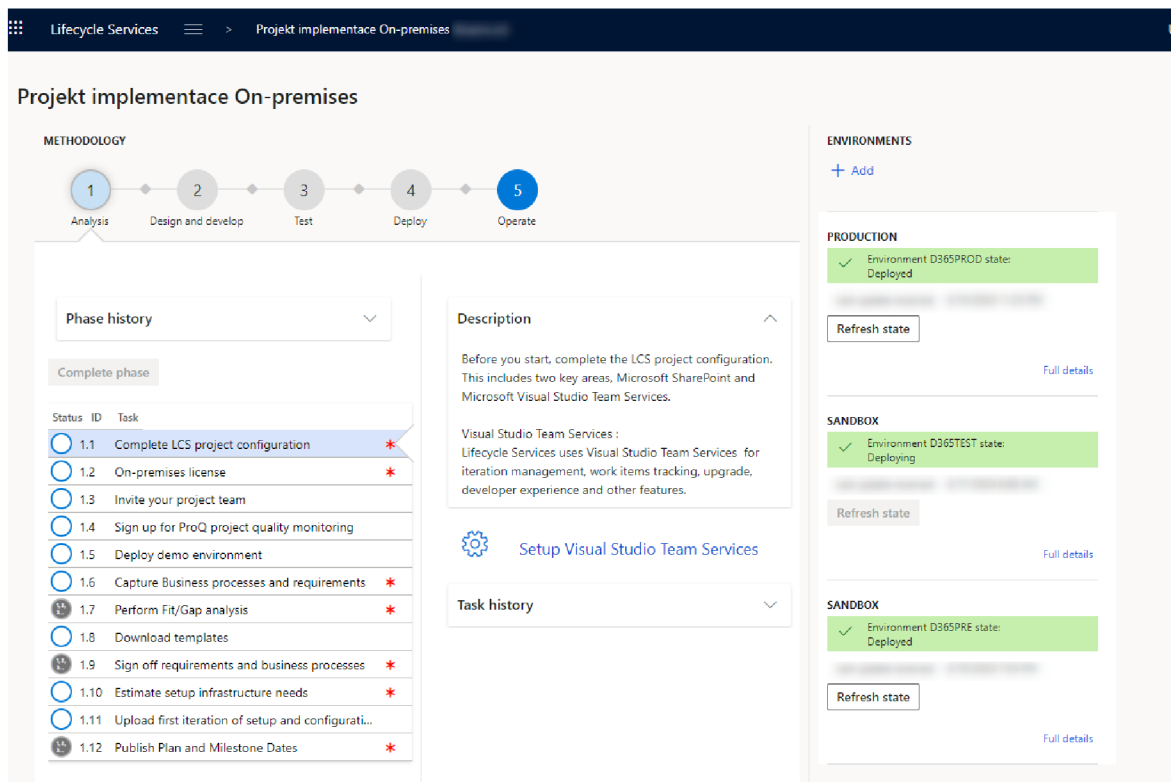 Lifecycle Services > Projekt implementace On-premises
Projekt implementace On-premises
METHODOLOGY
1
2
3
4
5
Analysis
Design and develop
Test
Deploy
Operate
Phase history
Complete phase
Status ID Task
1.1 Complete LCS project configuration *
1.2 On-premises license *
1.3 Invite your project team
1.4 Sign up for ProQ project quality monitoring
1.5 Deploy demo environment
1.6 Capture Business processes and requirements *
1.7 Perform Fit/Gap analysis *
1.8 Download templates
1.9 Sign off requirements and business processes *
1.10 Estimate setup infrastructure needs *
1.11 Upload first iteration of setup and configurati...
1.12 Publish Plan and Milestone Dates *
Description
Before you start, complete the LCS project configuration.
This includes two key areas, Microsoft SharePoint and
Microsoft Visual Studio Team Services.
Visual Studio Team Services :
Lifecycle Services uses Visual Studio Team Services for
iteration management, work items tracking, upgrade,
developer experience and other features.
Setup Visual Studio Team Services
Task history
ENVIRONMENTS
+ Add
PRODUCTION
Environment D365PROD state:
Deployed
Refresh state
Full details
SANDBOX
Environment D365TEST state:
Deploying
Refresh state
Full details
SANDBOX
Environment D365PRE state:
Deployed
Refresh state
Full details